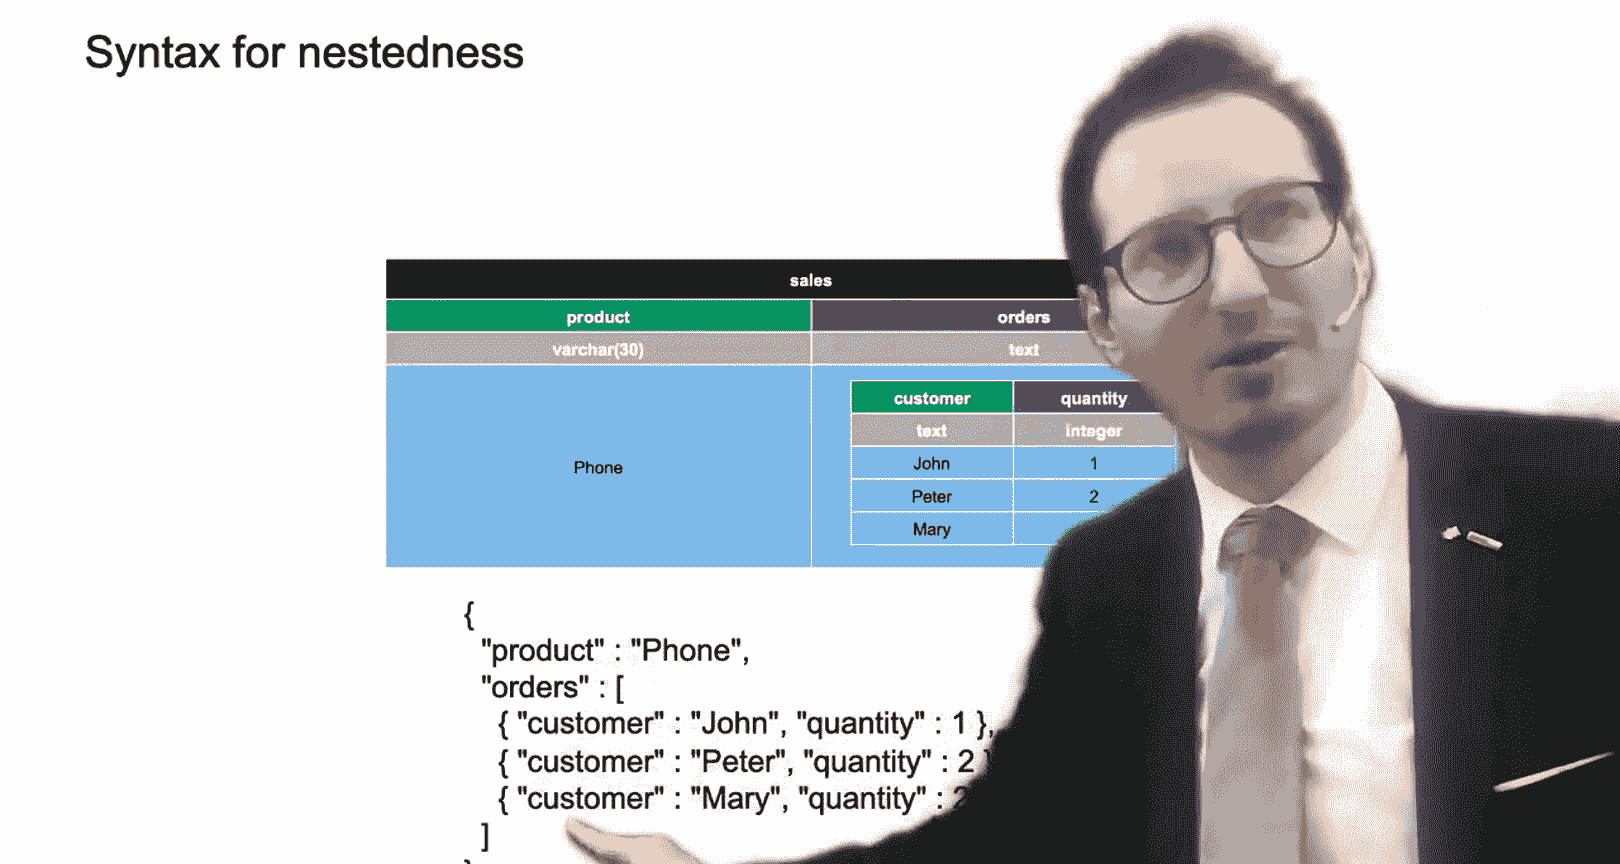 Syntax for nestedness
sales
product orders
varchar(30) text
customer quantity
text integer
John 1
Phone
Peter 2
Mary
{
"product" : "Phone",
"orders" : [
{ "customer" : "John", "quantity" : 1 },
{ "customer" : "Peter", "quantity" : 2 }
{ "customer" : "Mary", "quantity" : 2
]
}